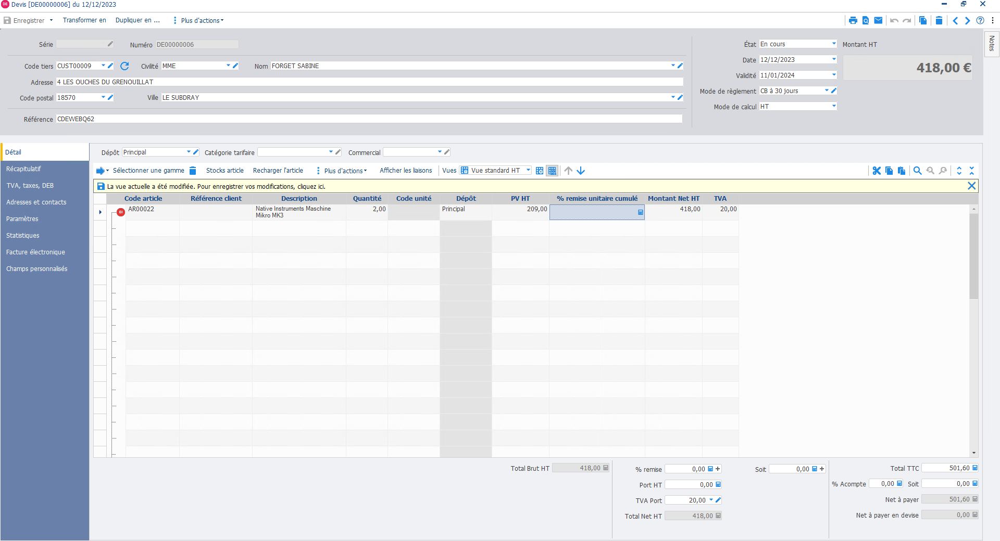 DE Devis [DE00000006] du 12/12/2023
Enregistrer Transformer en Dupliquer en ... Plus d'actions
Série Numéro DE00000006
Code tiers CUST00009 Civilité MME Nom FORGET SABINE
Adresse 4 LES OUCHES DU GRENOUILLAT
Code postal 18570 Ville LE SUBDRAY
Référence CDEWEBQ62
État En cours Montant HT
Date 12/12/2023
418,00 €
Validité 11/01/2024
Mode de règlement CB à 30 jours
Mode de calcul HT
Notes
Détail
Récapitulatif
TVA, taxes, DEB
Adresses et contacts
Paramètres
Statistiques
Facture électronique
Champs personnalisés
Dépôt Principal Catégorie tarifaire Commercial
Sélectionner une gamme Stocks article Recharger l'article Plus d'actions Afficher les liaisons Vues Vue standard HT
La vue actuelle a été modifiée. Pour enregistrer vos modifications, cliquez ici.
Code article Référence client Description Quantité Code unité Dépôt PV HT % remise unitaire cumulé Montant Net HT TVA
BI AR00022 Native Instruments Maschine 2,00 Principal 209,00 418,00 20,00
Mikro MK3
Total Brut HT 418,00
% remise 0,00 Soit 0,00
Port HT 0,00
TVA Port 20,00
Total Net HT 418,00
Total TTC 501,60
% Acompte 0,00 Soit 0,00
Net à payer 501,60
Net à payer en devise 0,00